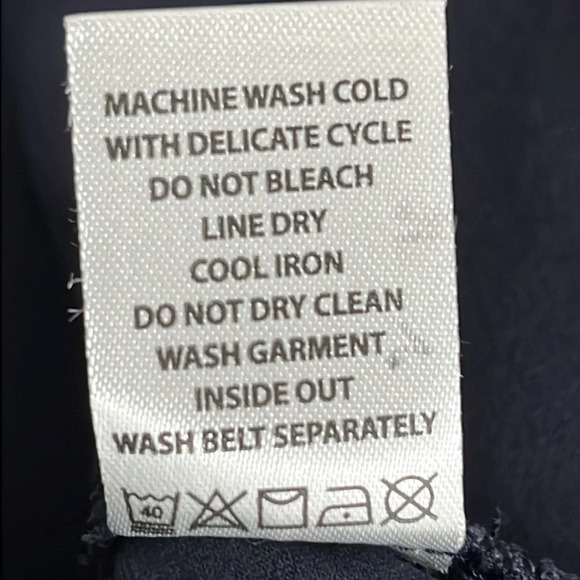 MACHINE WASH COLD
WITH DELICATE CYCLE
DO NOT BLEACH
LINE DRY
COOL IRON
DO NOT DRY CLEAN
WASH GARMENT
INSIDE OUT
WASH BELT SEPARATELY
40